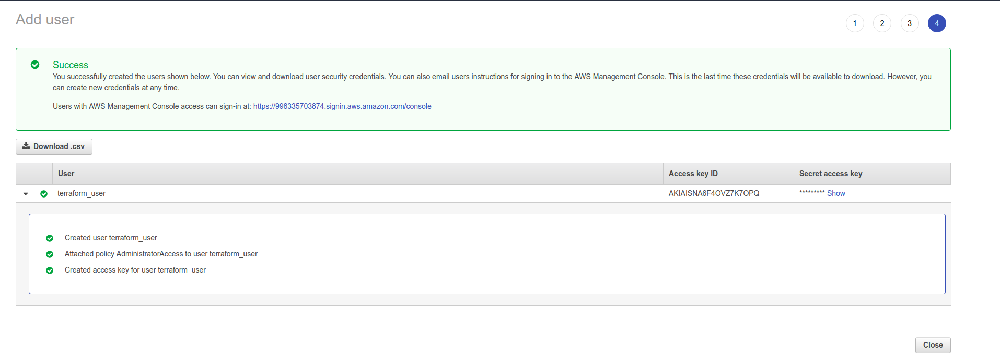 Add user
1 2 3 4
Success
You successfully created the users shown below. You can view and download user security credentials. You can also email users instructions for signing in to the AWS Management Console. This is the last time these credentials will be available to download. However, you
can create new credentials at any time.
Users with AWS Management Console access can sign-in at: https://998335703874.signin.aws.amazon.com/console
Download .csv
User Access key ID Secret access key
terraform_user AKIAISNA6F4OVZ7K7OPQ ********* Show
Created user terraform_user
Attached policy AdministratorAccess to user terraform_user
Created access key for user terraform_user
Close